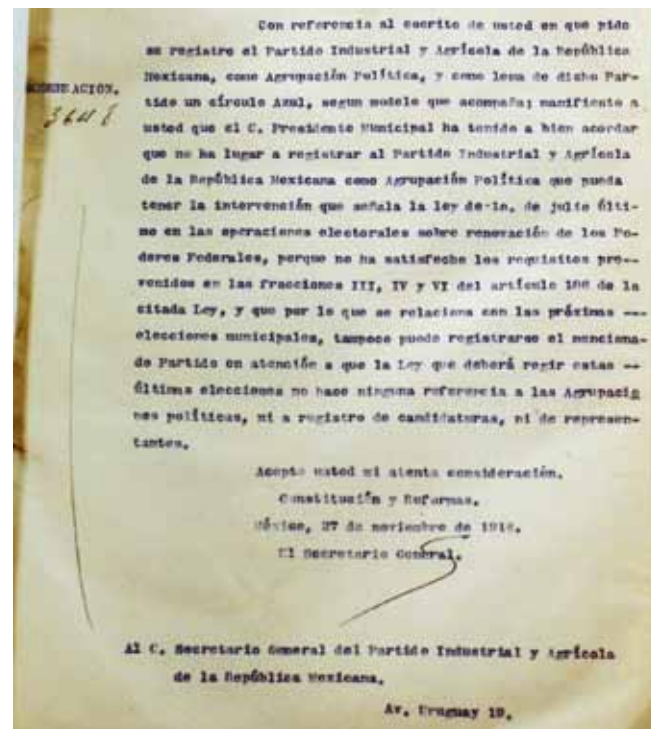 Con referencia al escrito de usted en que pide
se registre el Partido Industrial y Agrícola de la República
Mexicana, como Agrupación Política, y como lema de dicho Par-
tido un círculo Azul, segun modelo que acompaña; manifiesto a
usted que el C. Presidente Municipal ha tenido a bien acordar
que no ha lugar a registrar al Partido Industrial y Agrícola
de la República Mexicana como Agrupación Política que pueda
tener la intervención que señala la ley de-1o. de julio últi-
mo en las operaciones electorales sobre renovación de los Po-
deres Federales, porque no ha satisfecho los requisitos pre--
venidos en las fracciones III, IV y VI del artículo 106 de la
citada Ley, y que por lo que se relaciona con las próximas ---
elecciones municipales, tampoco puede registrarse el menciona-
do Partido en atención a que la Ley que deberá regir estas --
últimas elecciones no hace ninguna referencia a las Agrupacio
nes políticas, ni a registro de candidaturas, ni de represen-
tantes.
GOBERNACION.
3648
Acepte usted mi atenta consideración.
Constitución y Reformas.
México, 27 de noviembre de
El Secretario General.
Al C. Secretario General del Partido Industrial y Agrícola
de la República Mexicana.
Av. Uruguay 19.